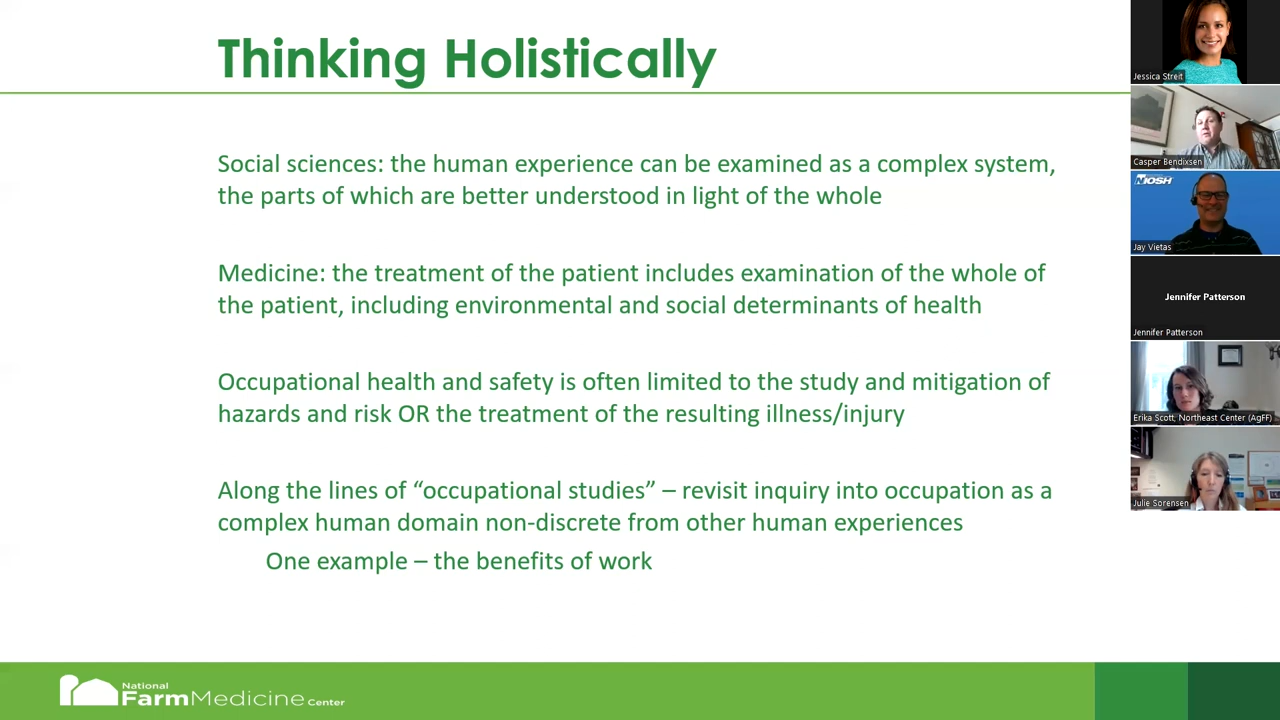 Thinking Holistically
Social sciences: the human experience can be examined as a complex system,
the parts of which are better understood in light of the whole
Medicine: the treatment of the patient includes examination of the whole of
the patient, including environmental and social determinants of health
Occupational health and safety is often limited to the study and mitigation of
hazards and risk OR the treatment of the resulting illness/injury
Along the lines of “occupational studies” – revisit inquiry into occupation as a
complex human domain non-discrete from other human experiences
One example – the benefits of work
National
FarmMedicine Center
Jessica Streit
Casper Bendixsen
NIOSH
Jay Vietas
Jennifer Patterson
Jennifer Patterson
Erika Scott, Northeast Center (AgFF)
Julie Sorensen